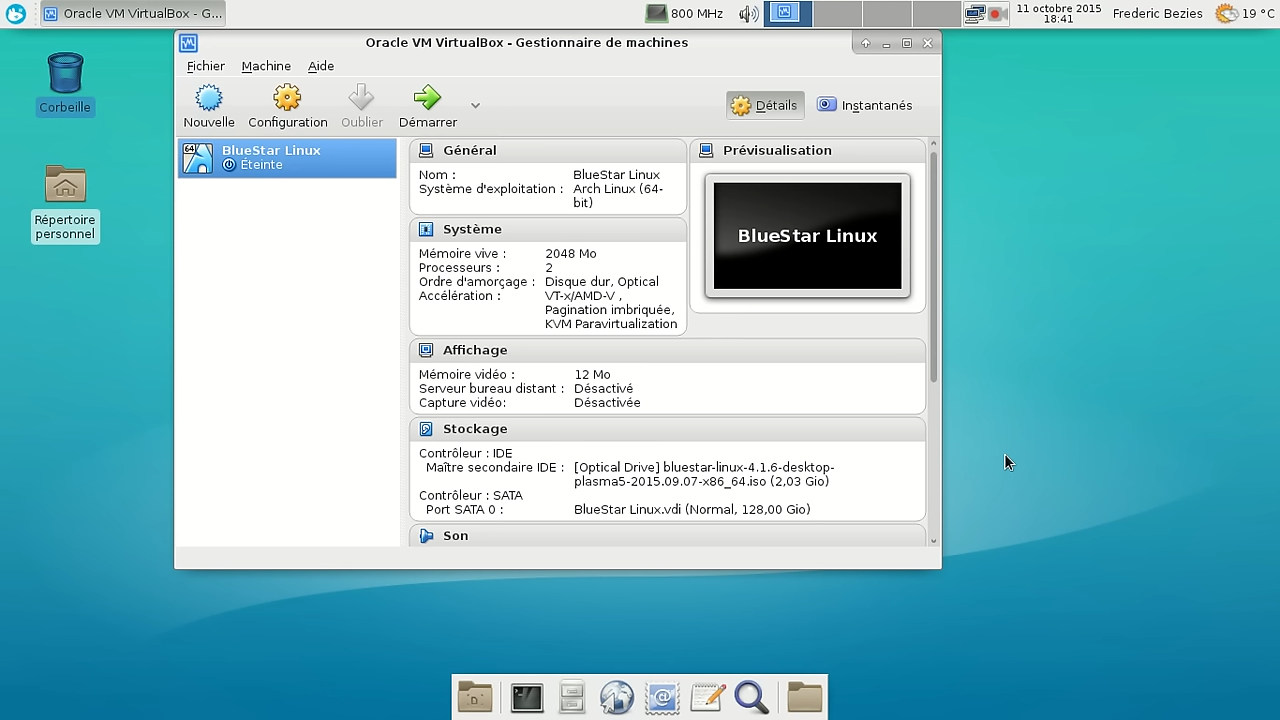 Oracle VM VirtualBox - G...
800 MHz
11 octobre 2015
18:41
Frederic Bezies
19 °C
Corbeille
Répertoire
personnel
Oracle VM VirtualBox - Gestionnaire de machines
Fichier Machine Aide
Nouvelle Configuration Oublier Démarrer
Détails Instantanés
64
BlueStar Linux
Éteinte
Général
Nom : BlueStar Linux
Système d'exploitation : Arch Linux (64-
bit)
Système
Mémoire vive : 2048 Mo
Processeurs : 2
Ordre d'amorçage : Disque dur, Optical
Accélération : VT-x/AMD-V ,
Pagination imbriquée,
KVM Paravirtualization
Prévisualisation
BlueStar Linux
Affichage
Mémoire vidéo : 12 Mo
Serveur bureau distant : Désactivé
Capture vidéo: Désactivée
Stockage
Contrôleur : IDE
Maître secondaire IDE : [Optical Drive] bluestar-linux-4.1.6-desktop-
plasma5-2015.09.07-x86_64.iso (2,03 Gio)
Contrôleur : SATA
Port SATA 0 : BlueStar Linux.vdi (Normal, 128,00 Gio)
Son